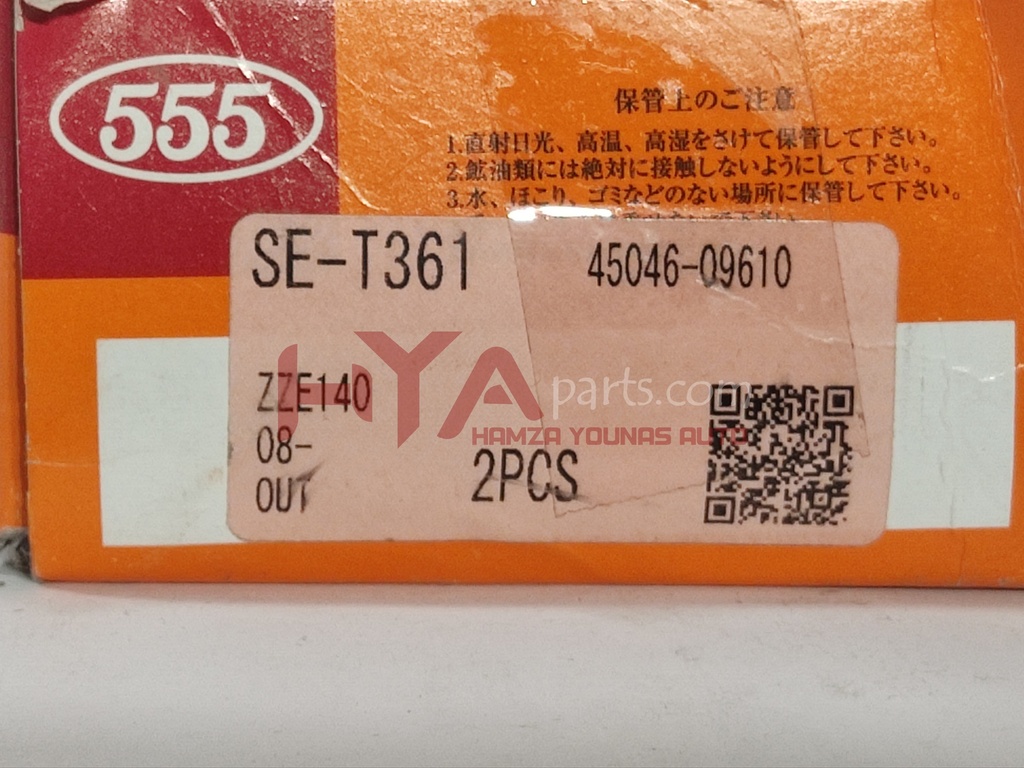 555
保管上のご注意
1.直射日光、高温、高湿をさけて保管して下さい。
2.鉱油類には絶対に接触しないようにして下さい。
3.水、ほこり、ゴミなどのない場所に保管して下さい。
SE-T361 45046-09610
HYA parts.com
ZZE140
HAMZA YOUNAS AUTO
08-
OUT 2PCS